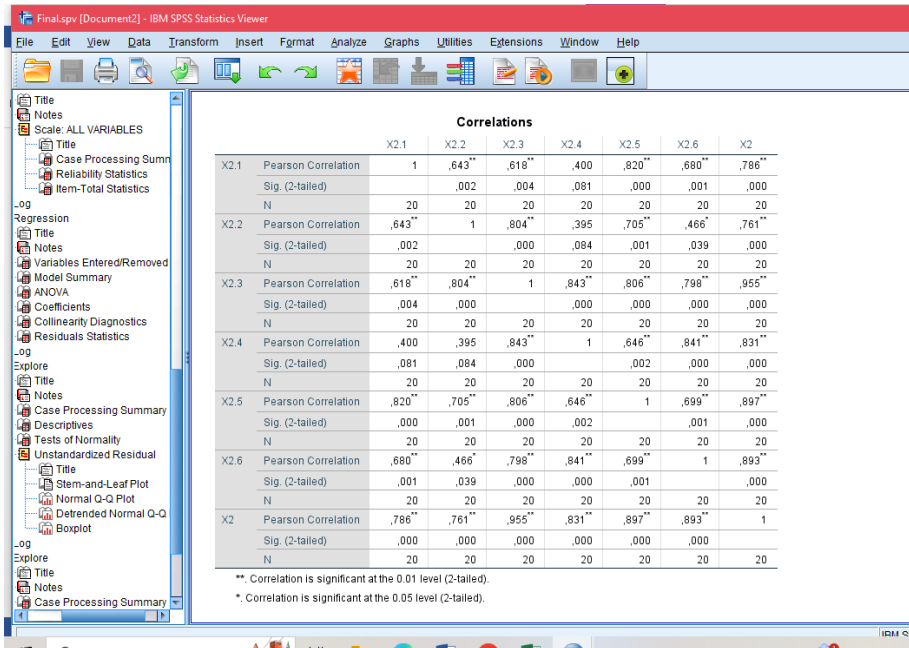 Final.spv [Document2] - IBM SPSS Statistics Viewer
File Edit View Data Transform Insert Format Analyze Graphs Utilities Extensions Window Help
Title
Notes
Scale: ALL VARIABLES
Title
Case Processing Summ
Reliability Statistics
Item-Total Statistics
Log
Regression
Title
Notes
Variables Entered/Removed
Model Summary
ANOVA
Coefficients
Collinearity Diagnostics
Residuals Statistics
Log
Explore
Title
Notes
Case Processing Summary
Descriptives
Tests of Normality
Unstandardized Residual
Title
Stem-and-Leaf Plot
Normal Q-Q Plot
Detrended Normal Q-Q
Boxplot
Log
Explore
Title
Notes
Case Processing Summary
Correlations
X2.1 X2.2 X2.3 X2.4 X2.5 X2.6 X2
X2.1 Pearson Correlation 1 ,643** ,618** ,400 ,820** ,680** ,786**
Sig. (2-tailed) ,002 ,004 ,081 ,000 ,001 ,000
N 20 20 20 20 20 20 20
X2.2 Pearson Correlation ,643** 1 ,804** ,395 ,705** ,466* ,761**
Sig. (2-tailed) ,002 ,000 ,084 ,001 ,039 ,000
N 20 20 20 20 20 20 20
X2.3 Pearson Correlation ,618** ,804** 1 ,843** ,806** ,798** ,955**
Sig. (2-tailed) ,004 ,000 ,000 ,000 ,000 ,000
N 20 20 20 20 20 20 20
X2.4 Pearson Correlation ,400 ,395 ,843** 1 ,646** ,841** ,831**
Sig. (2-tailed) ,081 ,084 ,000 ,002 ,000 ,000
N 20 20 20 20 20 20 20
X2.5 Pearson Correlation ,820** ,705** ,806** ,646** 1 ,699** ,897**
Sig. (2-tailed) ,000 ,001 ,000 ,002 ,001 ,000
N 20 20 20 20 20 20 20
X2.6 Pearson Correlation ,680** ,466* ,798** ,841** ,699** 1 ,893**
Sig. (2-tailed) ,001 ,039 ,000 ,000 ,001 ,000
N 20 20 20 20 20 20 20
X2 Pearson Correlation ,786** ,761** ,955** ,831** ,897** ,893** 1
Sig. (2-tailed) ,000 ,000 ,000 ,000 ,000 ,000
N 20 20 20 20 20 20 20
**. Correlation is significant at the 0.01 level (2-tailed).
*. Correlation is significant at the 0.05 level (2-tailed).
IBM S